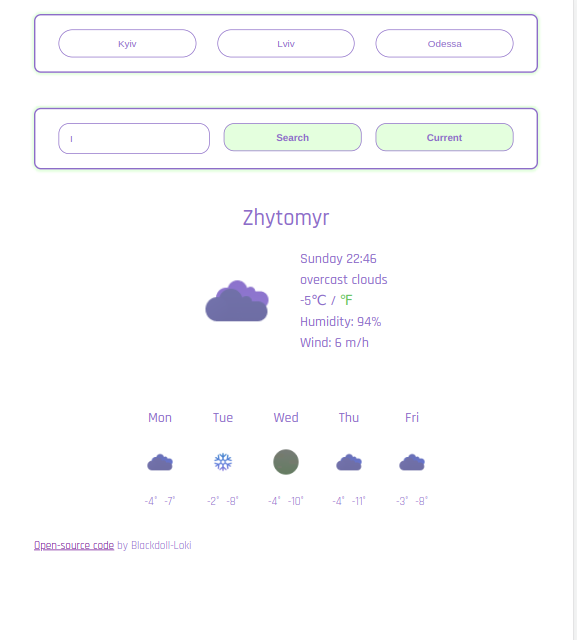 Kyiv Lviv Odessa
Search Current
Zhytomyr
Sunday 22:46
overcast clouds
-5°C / °F
Humidity: 94%
Wind: 6 m/h
Mon Tue Wed Thu Fri
-4° -7° -2° -8° -4° -10° -4° -11° -3° -8°
Open-source code by Blackdoll-Loki